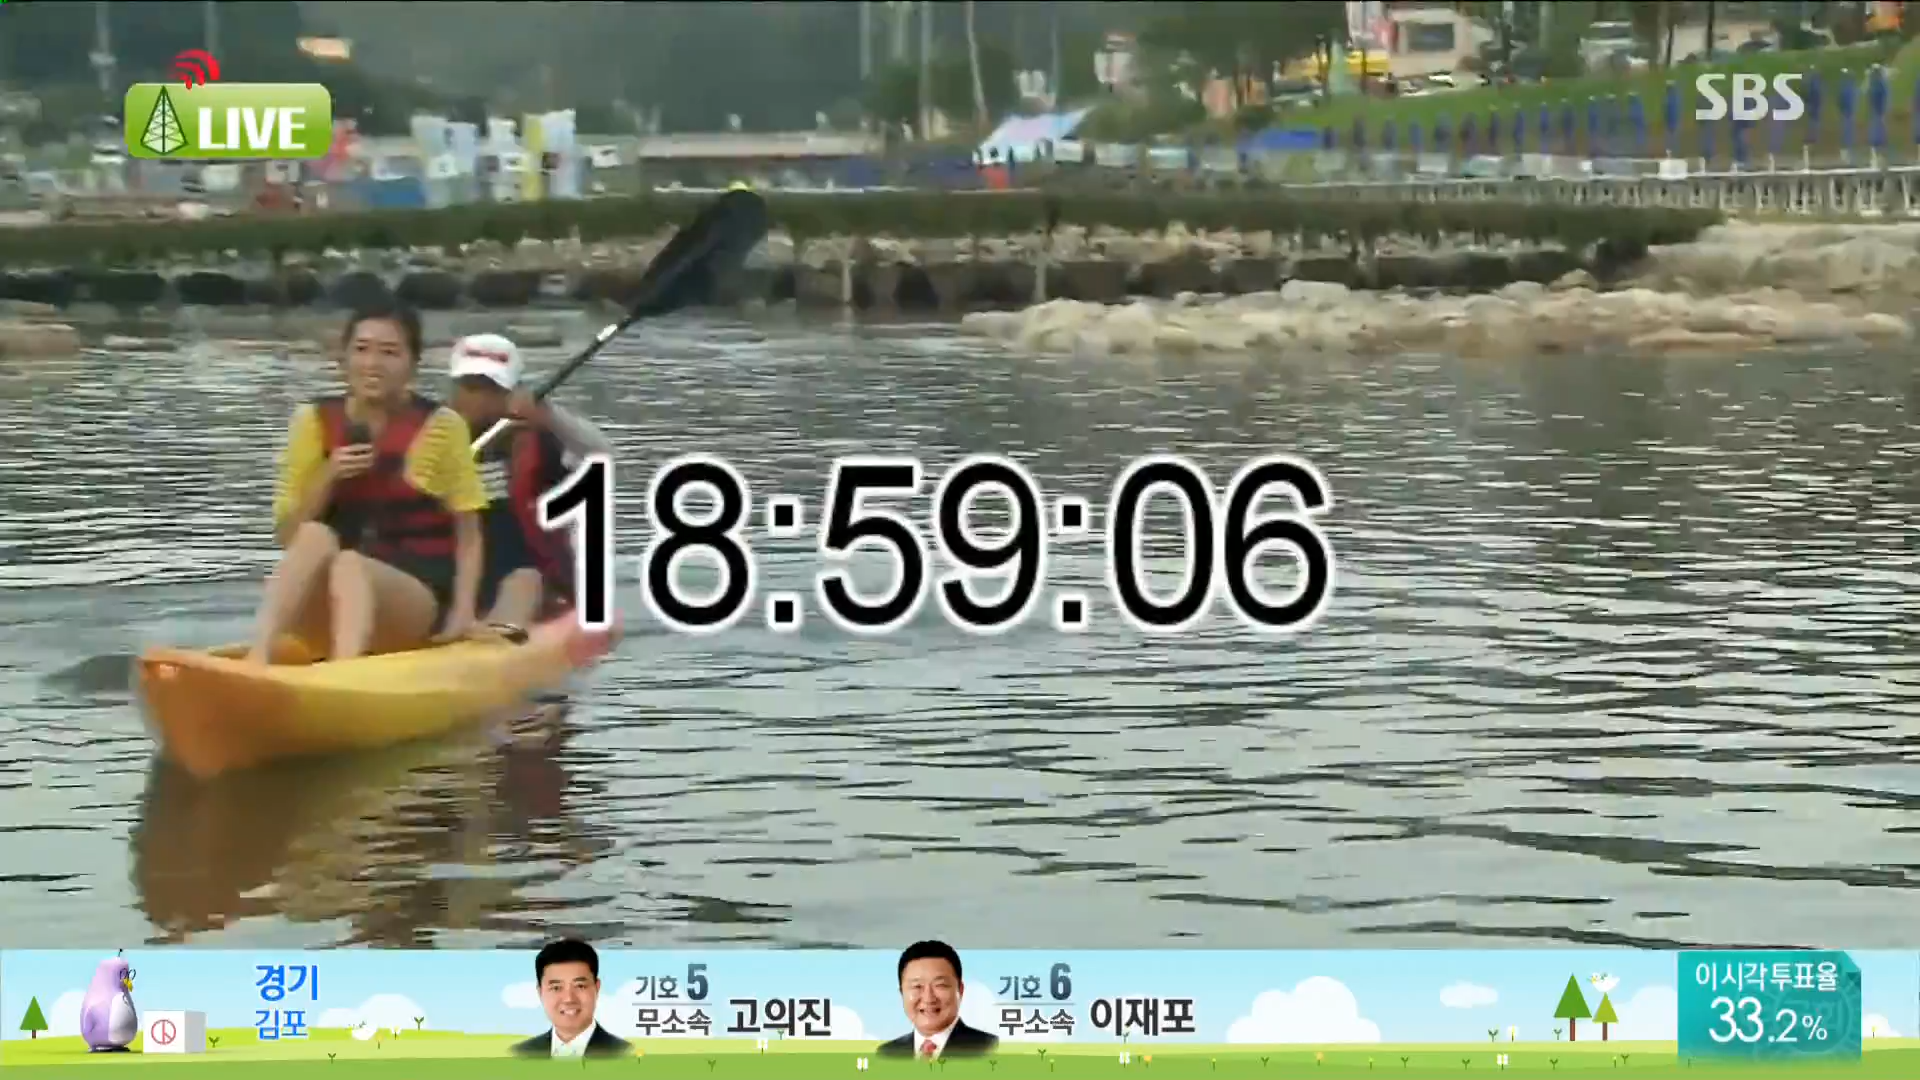 LIVE
SBS
18:59:06
경기
김포
기호 5
무소속 고의진
기호 6
무소속 이재포
이 시각 투표율
33.2%